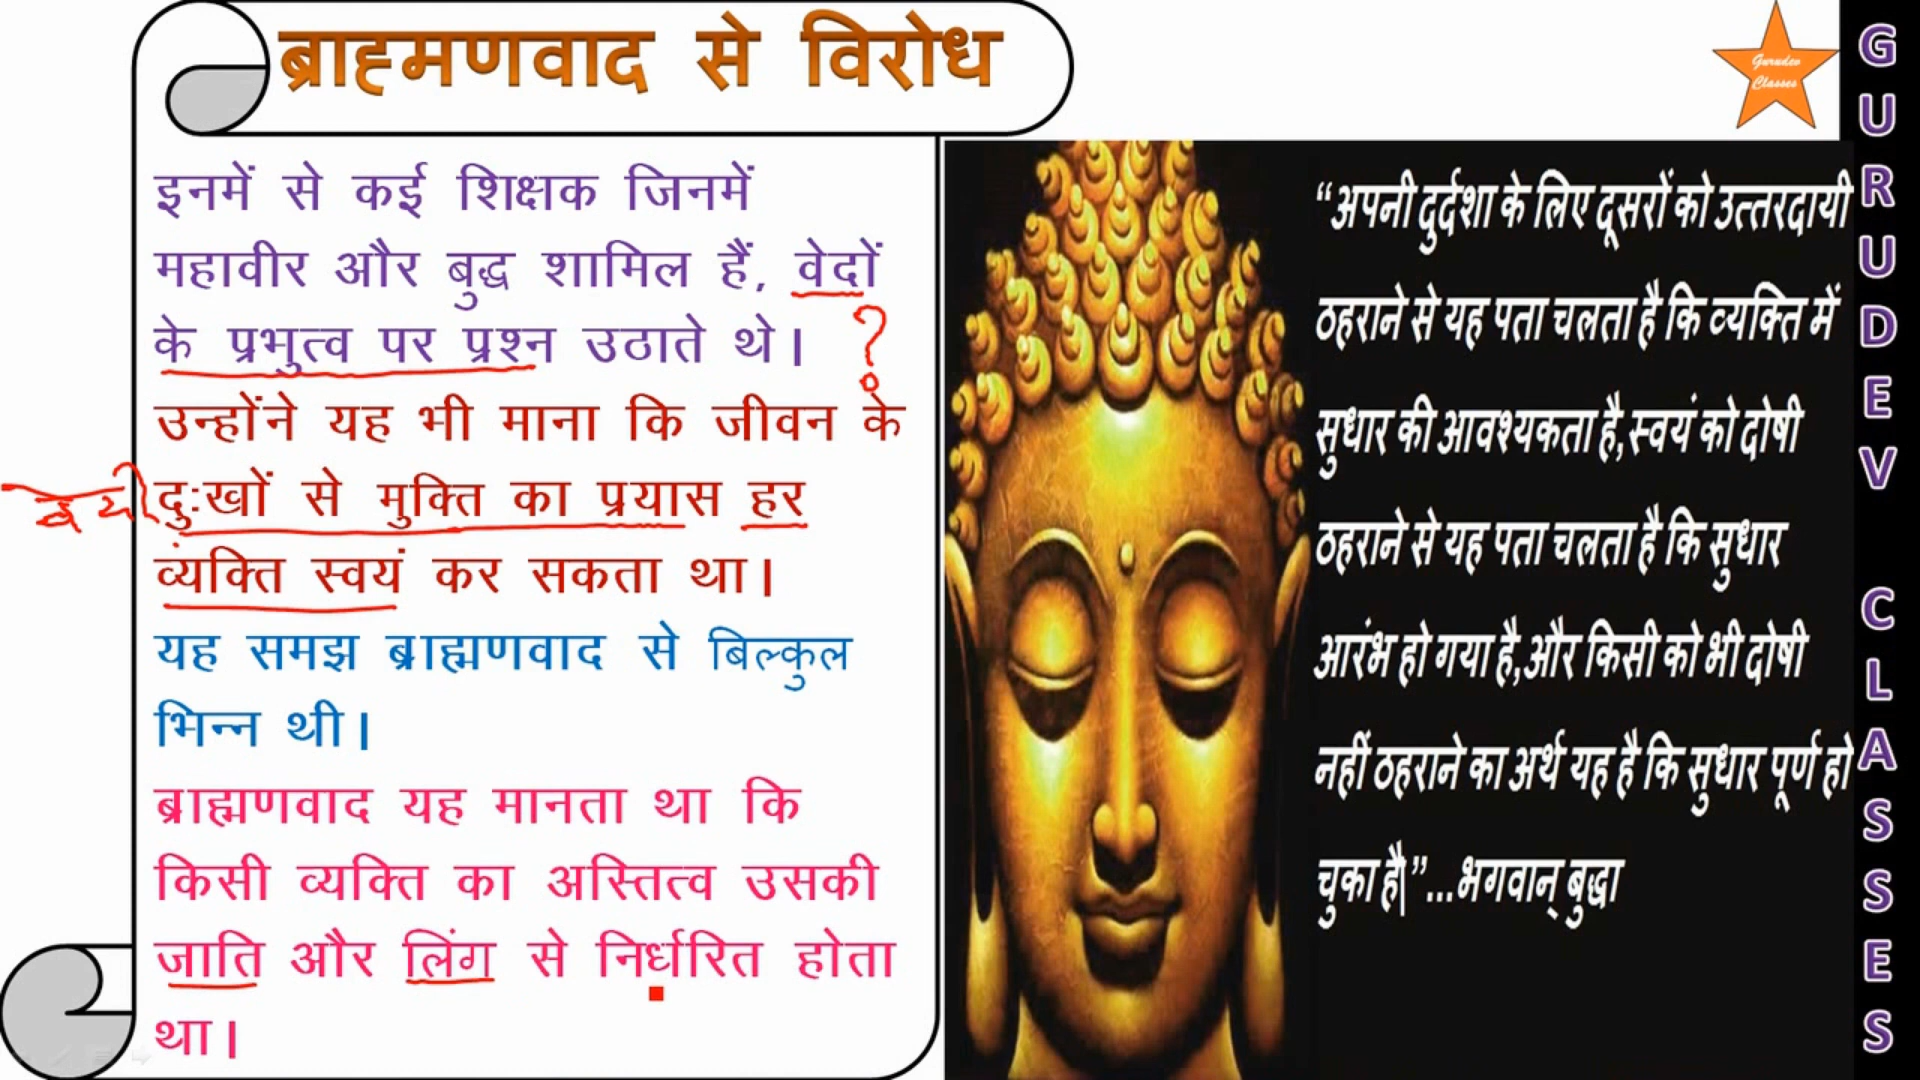 ब्राह्मणवाद से विरोध
इनमें से कई शिक्षक जिनमें
महावीर और बुद्ध शामिल हैं, वेदों
के प्रभुत्व पर प्रश्न उठाते थे।
?
उन्होंने यह भी माना कि जीवन के
दु:खों से मुक्ति का प्रयास हर
व्यक्ति स्वयं कर सकता था।
यह समझ ब्राह्मणवाद से बिल्कुल
भिन्न थी।
ब्राह्मणवाद यह मानता था कि
किसी व्यक्ति का अस्तित्व उसकी
जाति और लिंग से निर्धारित होता
था।
“अपनी दुर्दशा के लिए दूसरों को उत्तरदायी
ठहराने से यह पता चलता है कि व्यक्ति में
सुधार की आवश्यकता है,स्वयं को दोषी
ठहराने से यह पता चलता है कि सुधार
आरंभ हो गया है,और किसी को भी दोषी
नहीं ठहराने का अर्थ यह है कि सुधार पूर्ण हो
चुका है|”...भगवान् बुद्धा
Gurudev
Classes
GURUDEV CLASSES